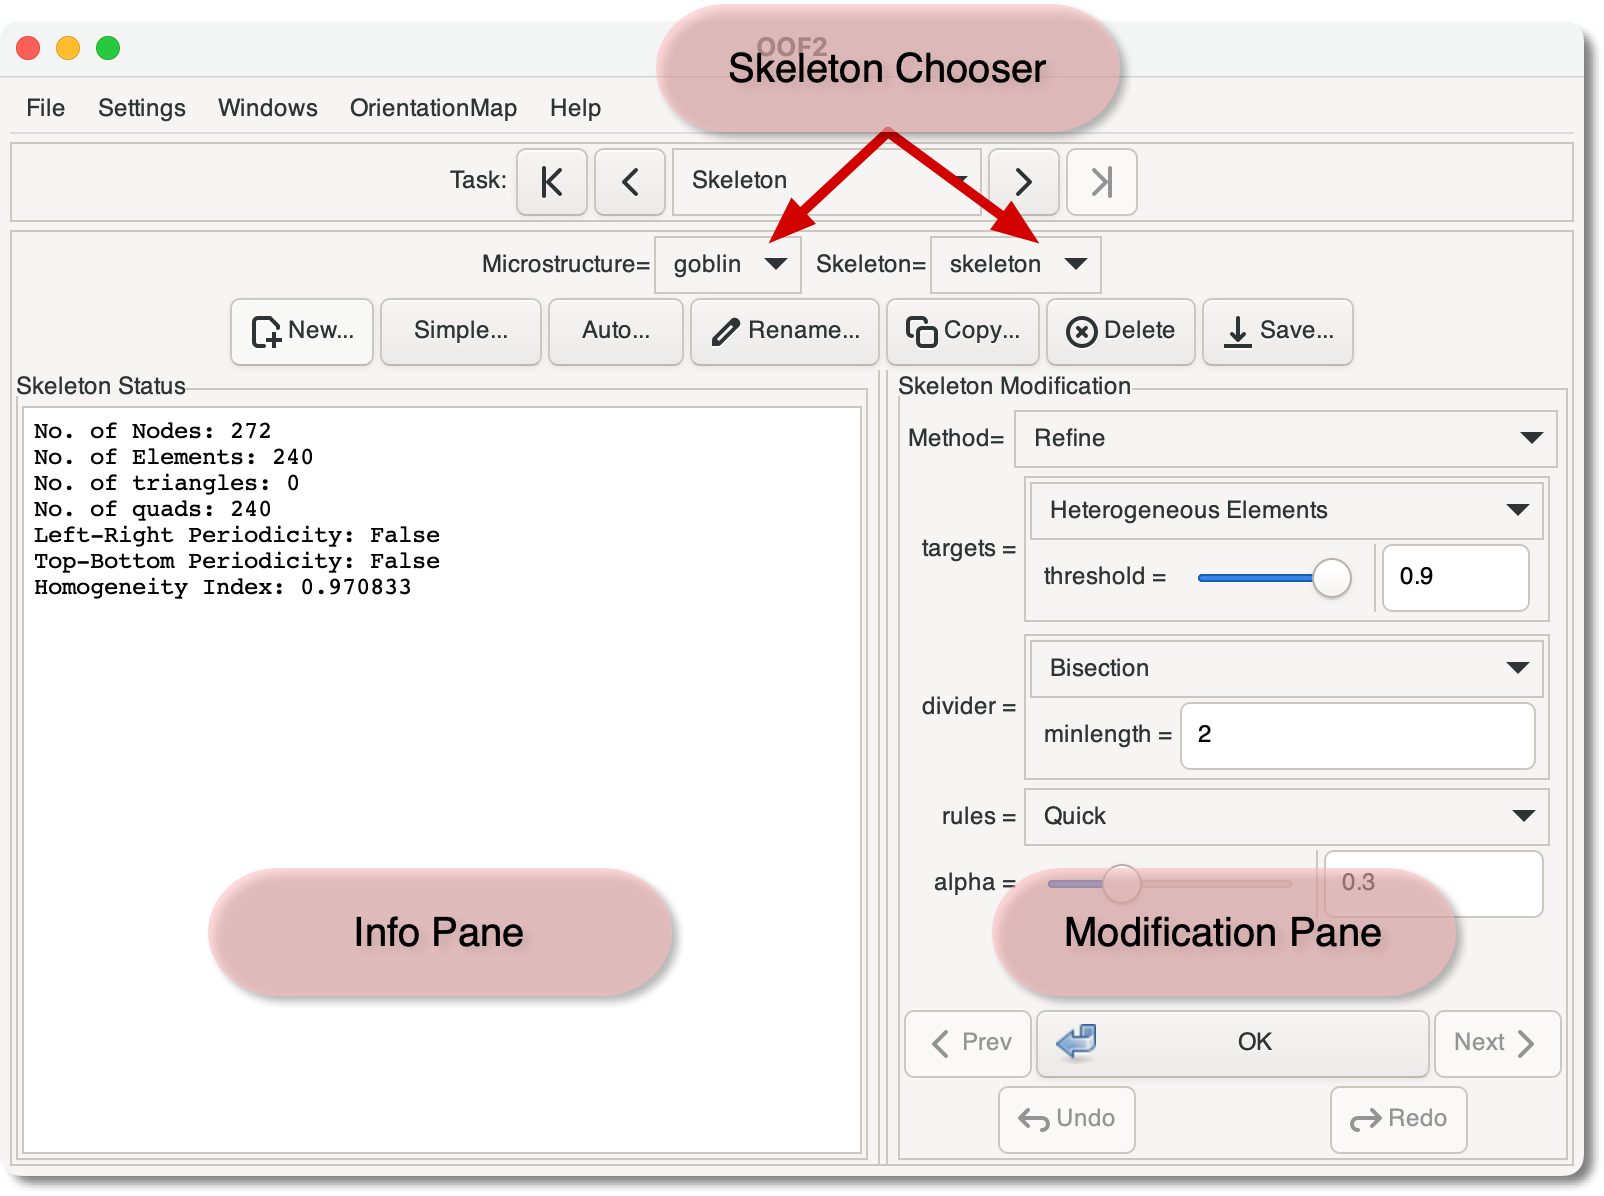 OOF2
Skeleton Chooser
File Settings Windows OrientationMap Help
Task: Skeleton
Microstructure= goblin Skeleton= skeleton
New... Simple... Auto... Rename... Copy... Delete Save...
Skeleton Status
No. of Nodes: 272
No. of Elements: 240
No. of triangles: 0
No. of quads: 240
Left-Right Periodicity: False
Top-Bottom Periodicity: False
Homogeneity Index: 0.970833
Info Pane
Skeleton Modification
Method= Refine
targets = Heterogeneous Elements
threshold = 0.9
divider = Bisection
minlength = 2
rules = Quick
alpha = 0.3
Modification Pane
Prev OK Next
Undo Redo